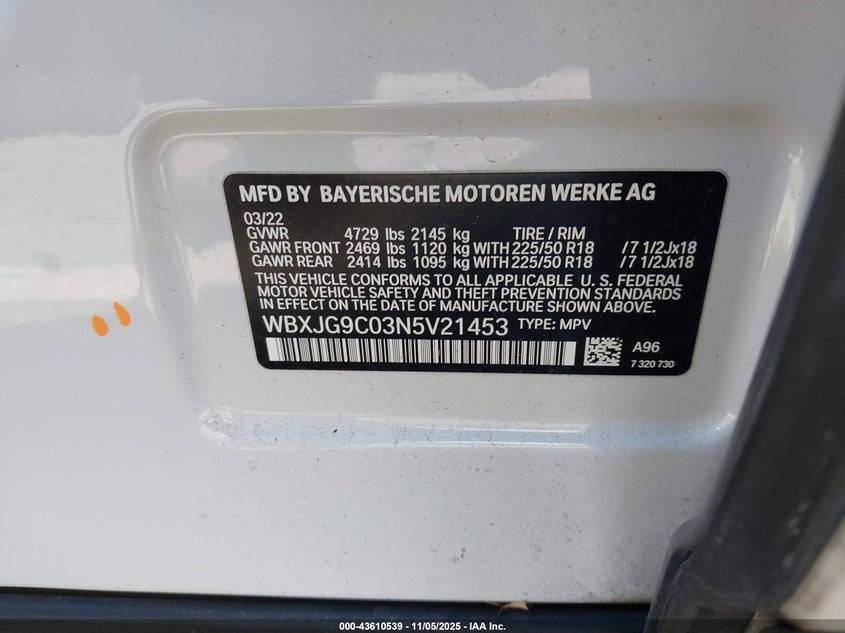 MFD BY BAYERISCHE MOTOREN WERKE AG
03/22
GVWR 4729 lbs 2145 kg TIRE / RIM
GAWR FRONT 2469 lbs 1120 kg WITH 225/50 R18 /7 1/2Jx18
GAWR REAR 2414 lbs 1095 kg WITH 225/50 R18 /7 1/2Jx18
THIS VEHICLE CONFORMS TO ALL APPLICABLE U. S. FEDERAL
MOTOR VEHICLE SAFETY AND THEFT PREVENTION STANDARDS
IN EFFECT ON THE DATE OF MANUFACTURE SHOWN ABOVE.
WBXJG9C03N5V21453 TYPE: MPV
A96
7 320 730
000-43610539 - 11/05/2025 - IAA Inc.